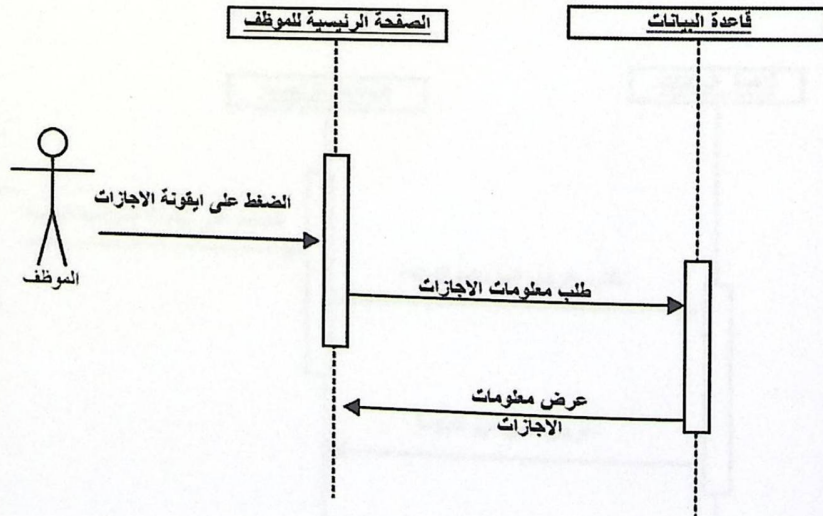 الصفحة الرئيسية للموظف
قاعدة البيانات
الضغط على ايقونة الاجازات
الموظف
طلب معلومات الاجازات
عرض معلومات
الاجازات